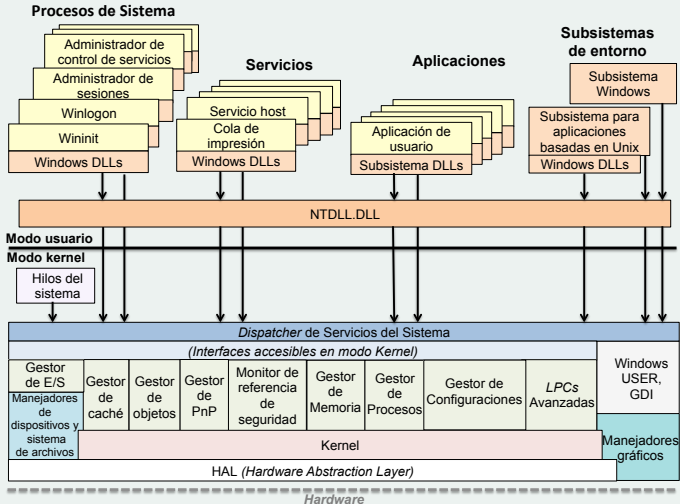 Procesos de Sistema
Administrador de
control de servicios
Administrador de
sesiones
Winlogon
Wininit
Windows DLLs
Servicios
Servicio host
Cola de
impresión
Windows DLLs
Aplicaciones
Aplicación de
usuario
Subsistema DLLs
Subsistemas
de entorno
Subsistema
Windows
Subsistema para
aplicaciones
basadas en Unix
Windows DLLs
NTDLL.DLL
Modo usuario
Modo kernel
Hilos del
sistema
Dispatcher de Servicios del Sistema
(Interfaces accesibles en modo Kernel)
Gestor
de E/S
Manejadores
de
dispositivos y
sistema
de archivos
Gestor
de
caché
Gestor
de
objetos
Gestor
de
PnP
Monitor de
referencia
de
seguridad
Gestor
de
Memoria
Gestor
de
Procesos
Gestor de
Configuraciones
LPCs
Avanzadas
Windows
USER,
GDI
Manejadores
gráficos
Kernel
HAL (Hardware Abstraction Layer)
Hardware